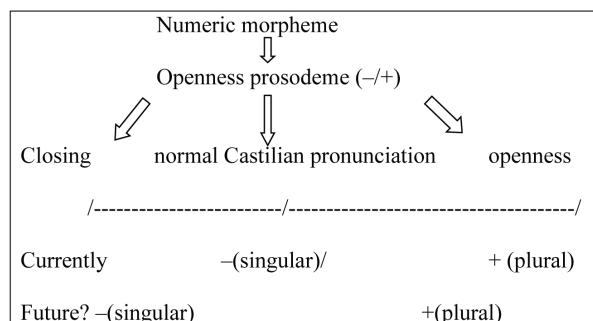 Numeric morpheme
Openness prosodeme (–/+)
Closing normal Castilian pronunciation openness
/-------------------------/--------------------------------------/
Currently –(singular)/ + (plural)
Future? –(singular) +(plural)